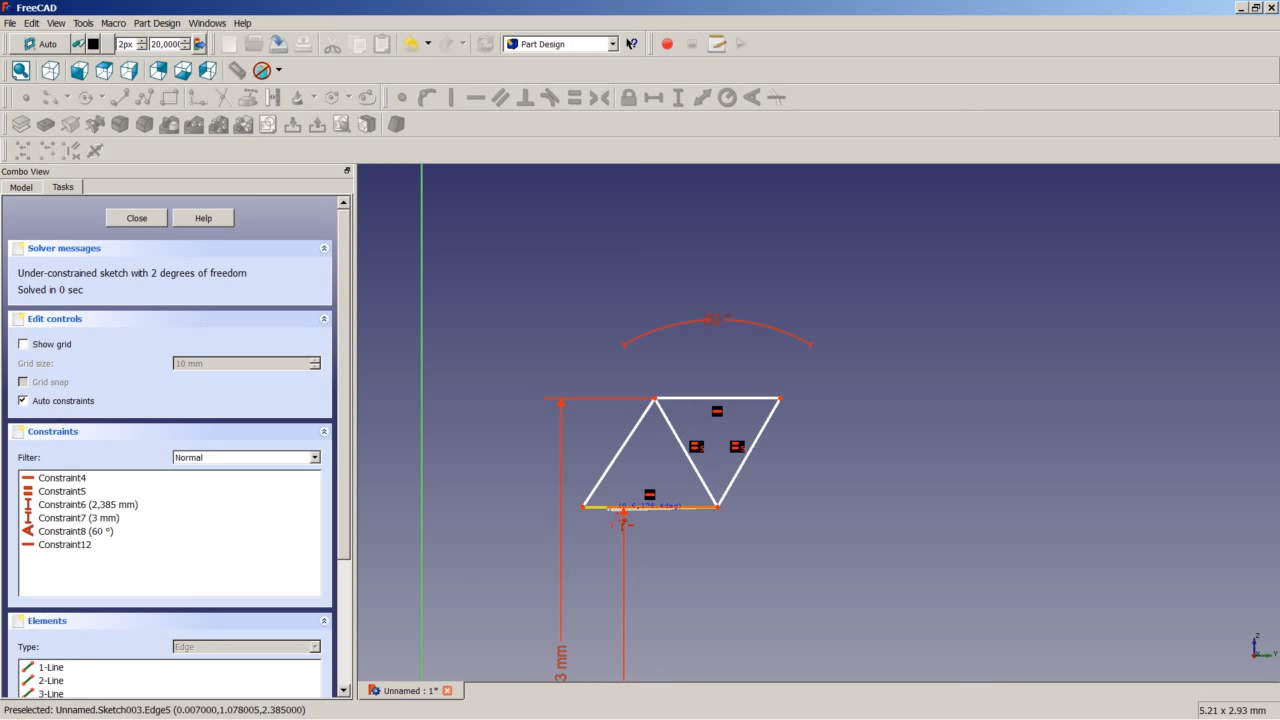 FreeCAD
File Edit View Tools Macro Part Design Windows Help
Auto 2px 20,000 Part Design
Combo View
Model Tasks
Close Help
Solver messages
Under-constrained sketch with 2 degrees of freedom
Solved in 0 sec
Edit controls
Show grid
Grid size: 10 mm
Grid snap
Auto constraints
Constraints
Filter: Normal
Constraint4
Constraint5
Constraint6 (2,385 mm)
Constraint7 (3 mm)
Constraint8 (60 °)
Constraint12
Elements
Type: Edge
1-Line
2-Line
3-Line
3 mm
Z
Y
Unnamed : 1*
Preselected: Unnamed.Sketch003.Edge5 (0.007000,1.078005,2.385000)
5.21 x 2.93 mm